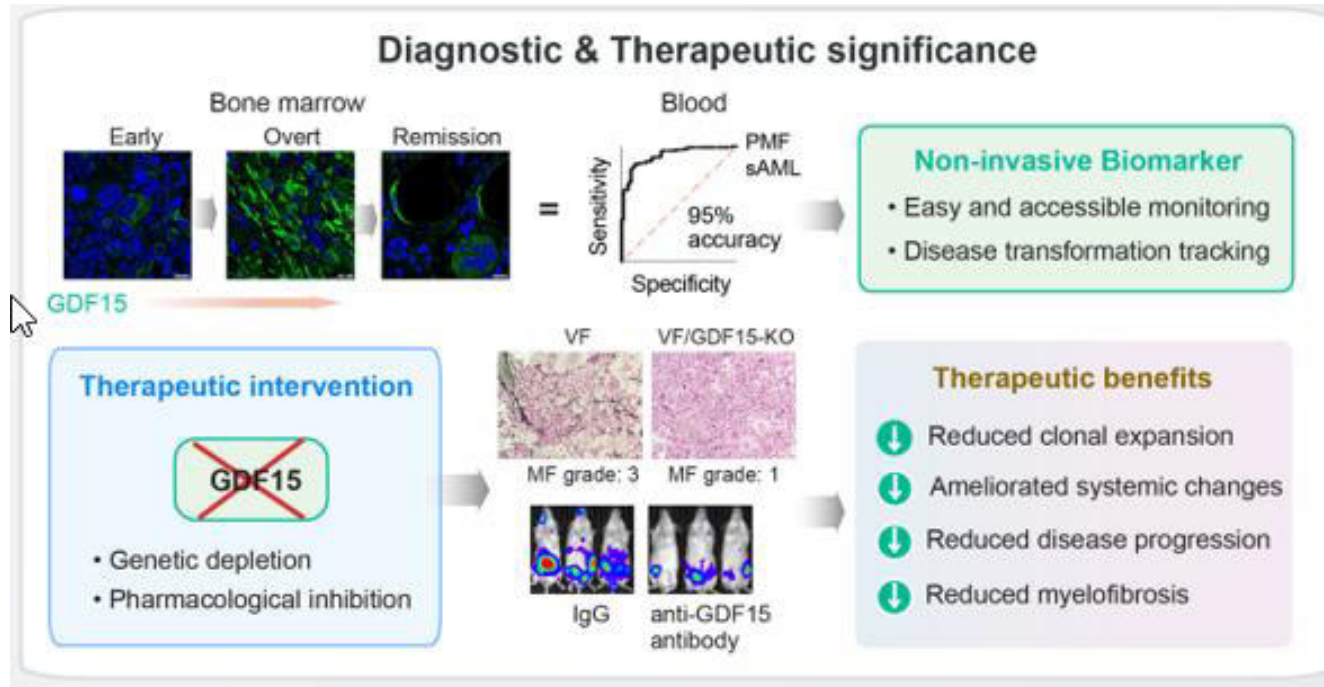 Diagnostic & Therapeutic significance
Bone marrow
Early
Overt
Remission
GDF15
=
Blood
Sensitivity
PMF
sAML
95%
accuracy
Specificity
Non-invasive Biomarker
• Easy and accessible monitoring
• Disease transformation tracking
Therapeutic intervention
GDF15
• Genetic depletion
• Pharmacological inhibition
VF
VF/GDF15-KO
MF grade: 3
MF grade: 1
IgG
anti-GDF15
antibody
Therapeutic benefits
Reduced clonal expansion
Ameliorated systemic changes
Reduced disease progression
Reduced myelofibrosis